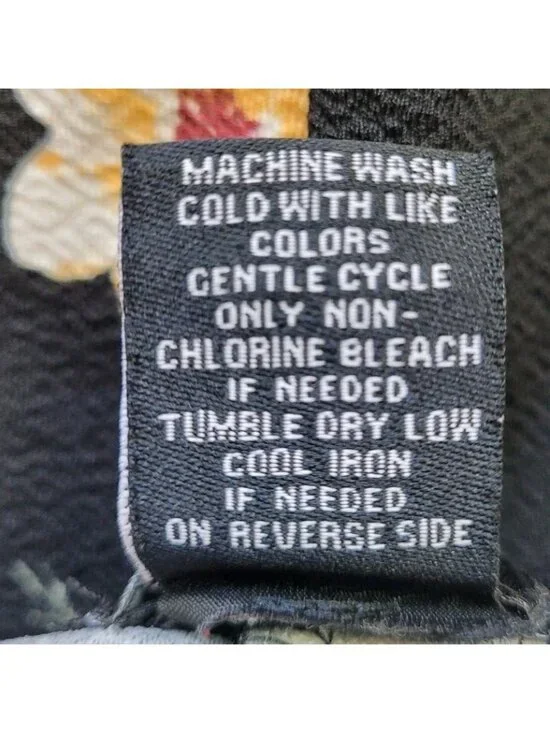 MACHINE WASH
COLD WITH LIKE
COLORS
GENTLE CYCLE
ONLY NON-
CHLORINE BLEACH
IF NEEDED
TUMBLE DRY LOW
COOL IRON
IF NEEDED
ON REVERSE SIDE